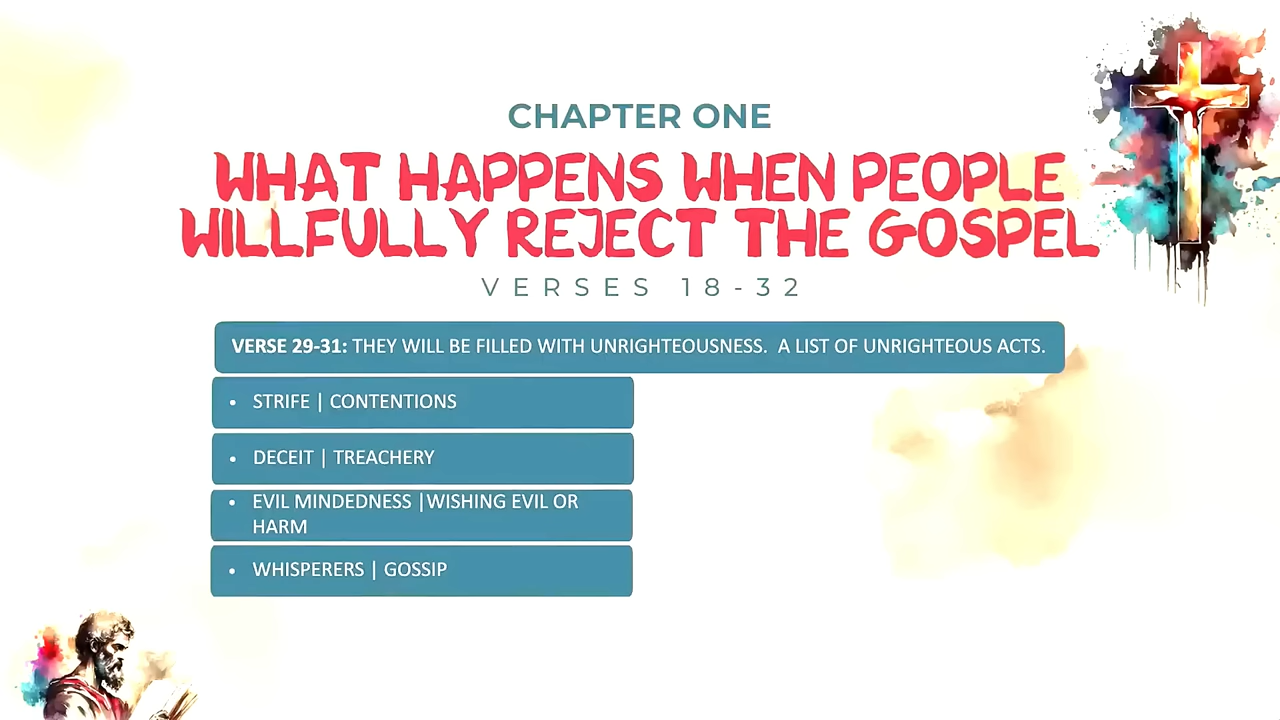 CHAPTER ONE
WHAT HAPPENS WHEN PEOPLE
WILLFULLY REJECT THE GOSPEL
VERSES 18-32
VERSE 29-31: THEY WILL BE FILLED WITH UNRIGHTEOUSNESS.  A LIST OF UNRIGHTEOUS ACTS.
• STRIFE | CONTENTIONS
• DECEIT | TREACHERY
• EVIL MINDEDNESS |WISHING EVIL OR
HARM
• WHISPERERS | GOSSIP